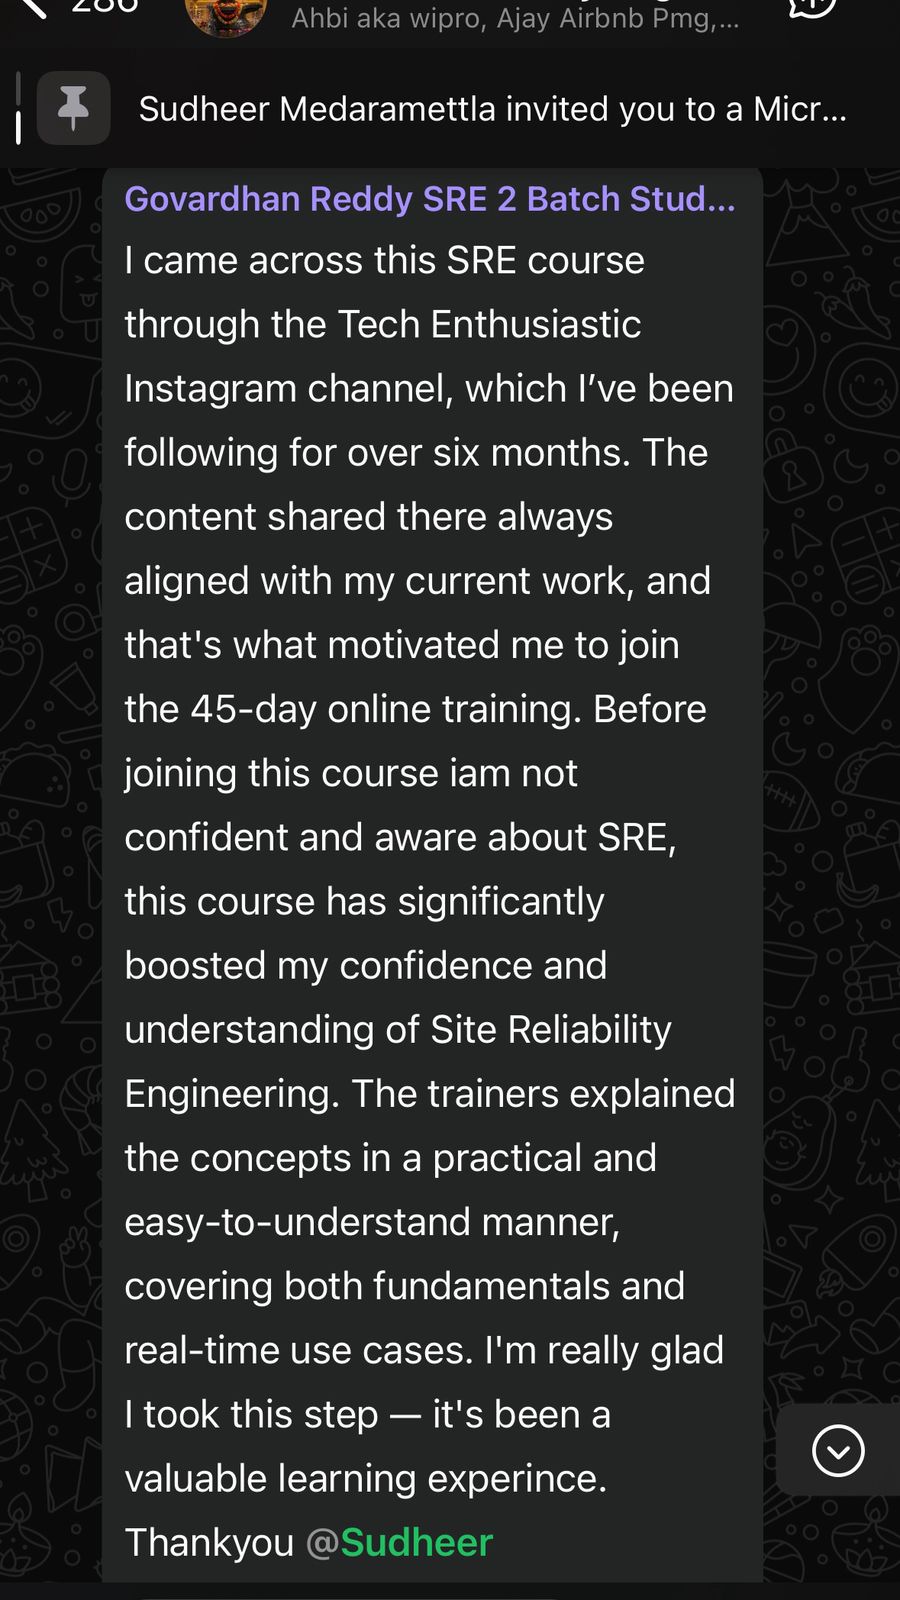 286
Ahbi aka wipro, Ajay Airbnb Pmg,...
Sudheer Medaramettla invited you to a Micr...
Govardhan Reddy SRE 2 Batch Stud...
I came across this SRE course
through the Tech Enthusiastic
Instagram channel, which I’ve been
following for over six months. The
content shared there always
aligned with my current work, and
that's what motivated me to join
the 45-day online training. Before
joining this course iam not
confident and aware about SRE,
this course has significantly
boosted my confidence and
understanding of Site Reliability
Engineering. The trainers explained
the concepts in a practical and
easy-to-understand manner,
covering both fundamentals and
real-time use cases. I'm really glad
I took this step — it's been a
valuable learning experince.
Thankyou @Sudheer